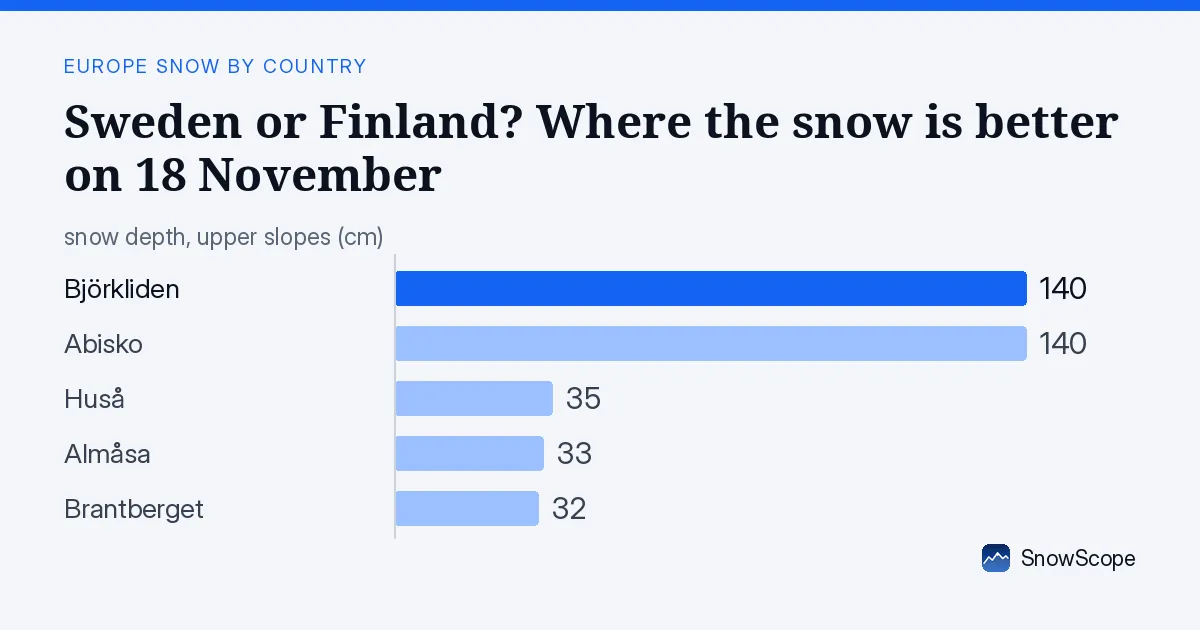 EUROPE SNOW BY COUNTRY
Sweden or Finland? Where the snow is better
on 18 November
snow depth, upper slopes (cm)
Björkliden 140
Abisko 140
Huså 35
Almåsa 33
Brantberget 32
SnowScope